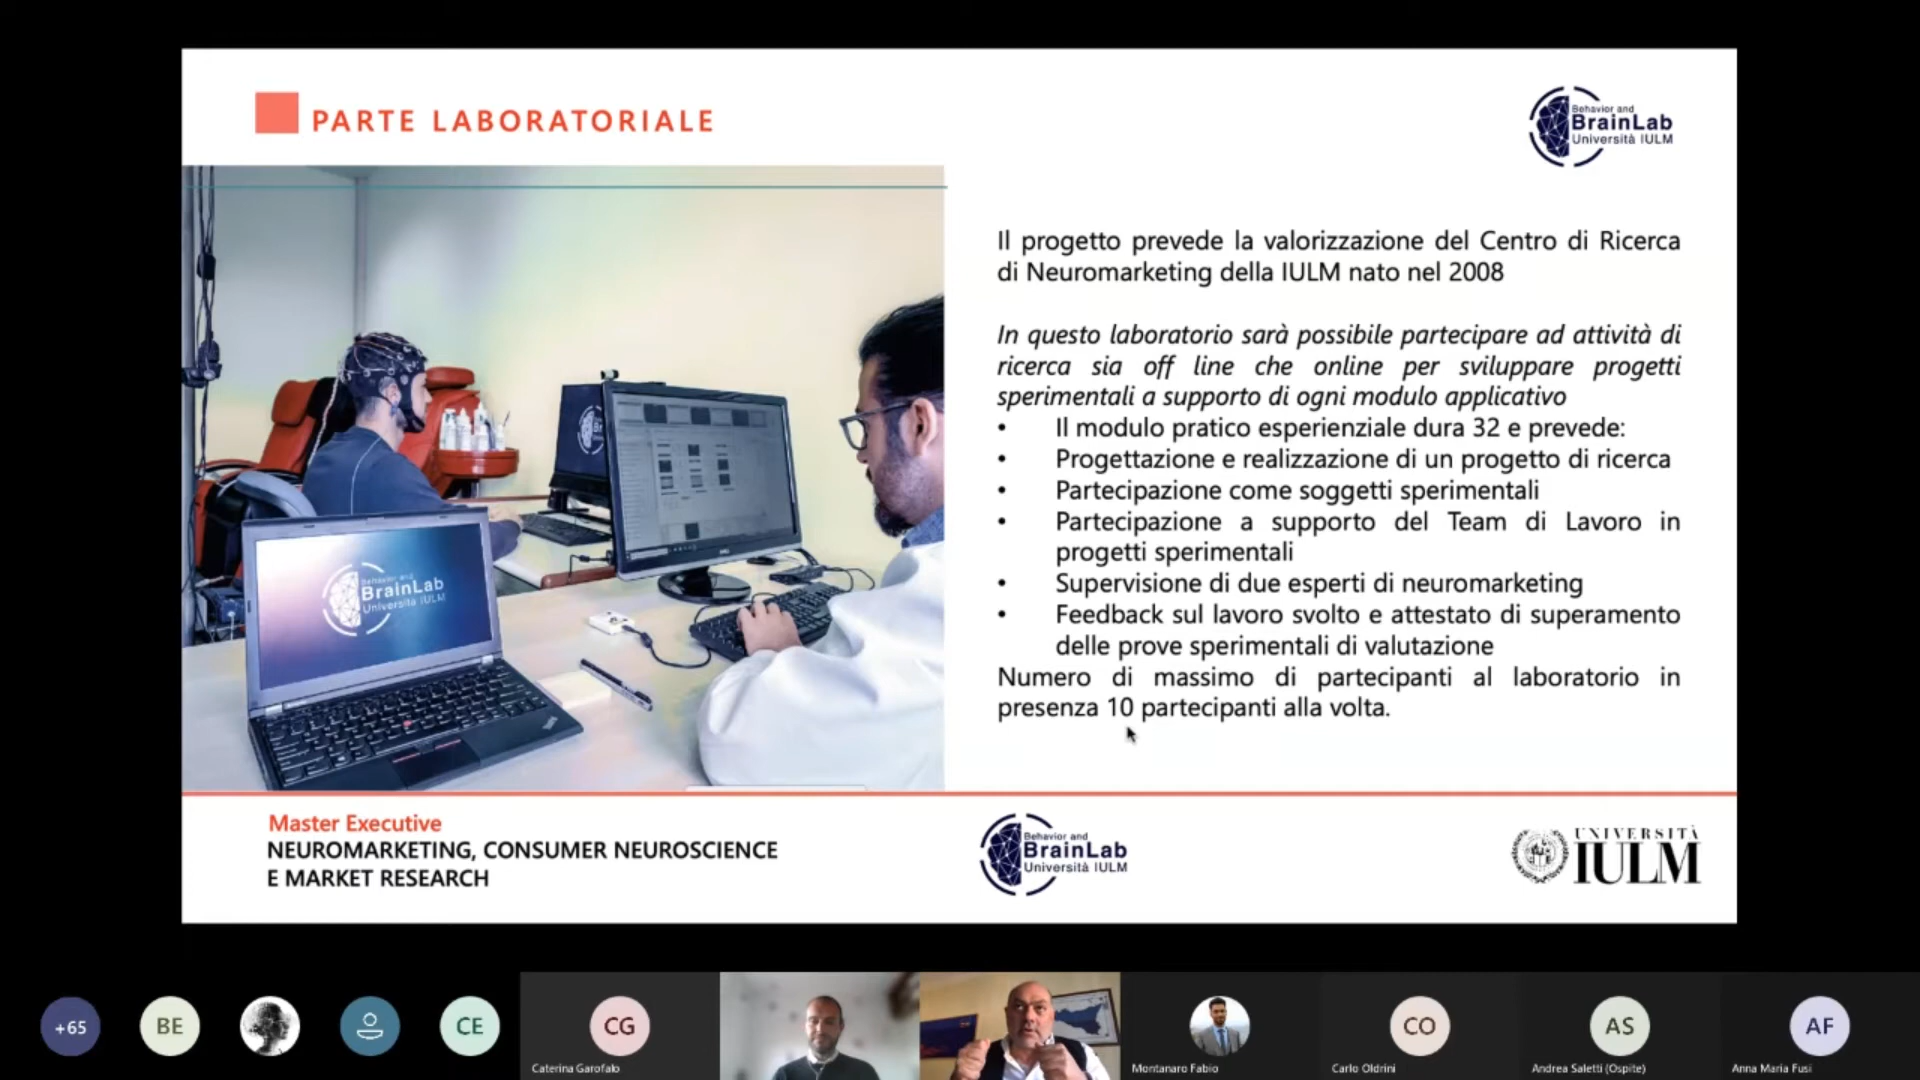 PARTE LABORATORIALE
Behavior and
BrainLab
Università IULM
Il progetto prevede la valorizzazione del Centro di Ricerca
di Neuromarketing della IULM nato nel 2008
In questo laboratorio sarà possibile partecipare ad attività di
ricerca sia off line che online per sviluppare progetti
sperimentali a supporto di ogni modulo applicativo
• Il modulo pratico esperienziale dura 32 e prevede:
• Progettazione e realizzazione di un progetto di ricerca
• Partecipazione come soggetti sperimentali
• Partecipazione a supporto del Team di Lavoro in
progetti sperimentali
• Supervisione di due esperti di neuromarketing
• Feedback sul lavoro svolto e attestato di superamento
delle prove sperimentali di valutazione
Numero di massimo di partecipanti al laboratorio in
presenza 10 partecipanti alla volta.
Behavior and
BrainLab
Università IULM
Master Executive
NEUROMARKETING, CONSUMER NEUROSCIENCE
E MARKET RESEARCH
Behavior and
BrainLab
Università IULM
UNIVERSITÀ
IULM
+65
BE
CE
CG
Caterina Garofalo
Montanaro Fabio
CO
Carlo Oldrini
AS
Andrea Saletti (Ospite)
AF
Anna Maria Fusi